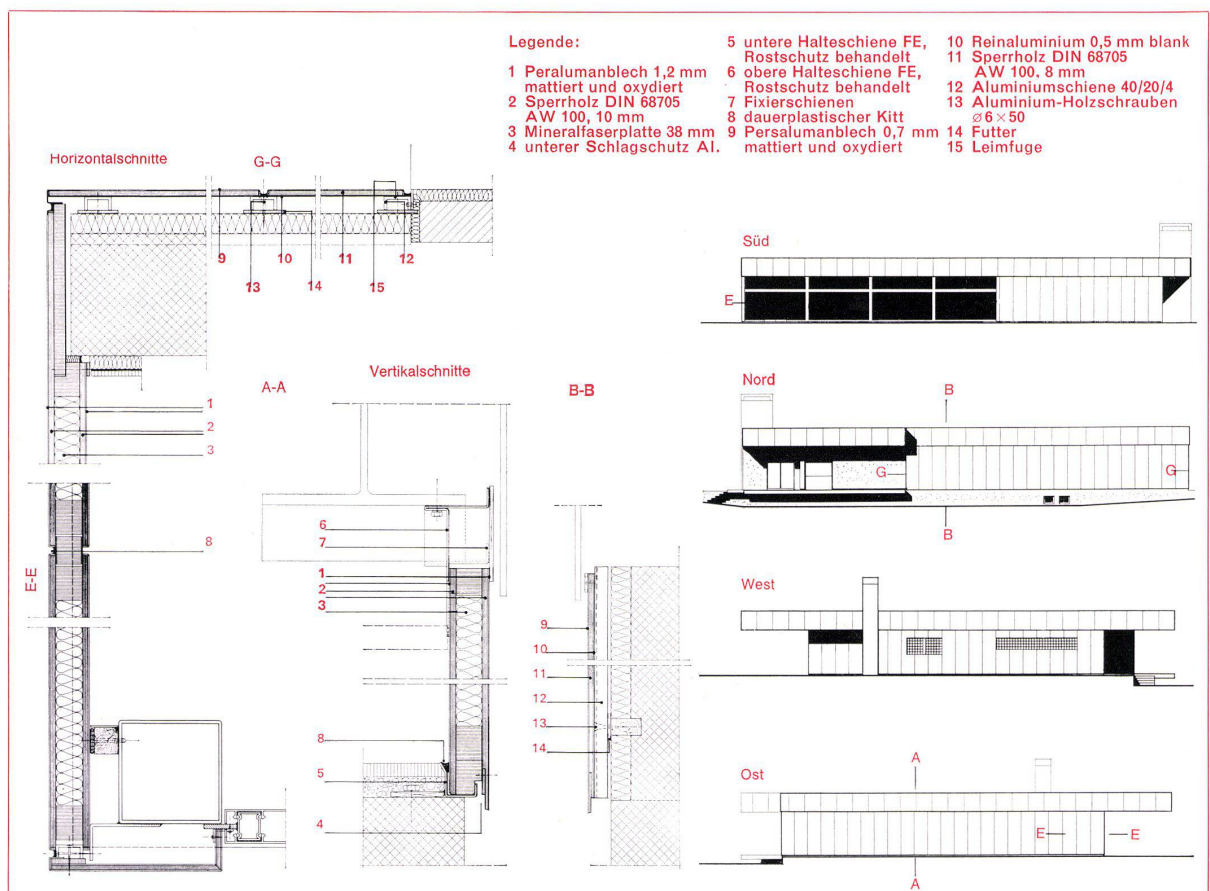 Legende:
1 Peralumanblech 1,2 mm
mattiert und oxydiert
2 Sperrholz DIN 68705
AW 100, 10 mm
3 Mineralfaserplatte 38 mm
4 unterer Schlagschutz Al.
5 untere Halteschiene FE,
Rostschutz behandelt
6 obere Halteschiene FE,
Rostschutz behandelt
7 Fixierschienen
8 dauerplastischer Kitt
9 Persalumanblech 0,7 mm
mattiert und oxydiert
10 Reinaluminium 0,5 mm blank
11 Sperrholz DIN 68705
AW 100, 8 mm
12 Aluminiumschiene 40/20/4
13 Aluminium-Holzschrauben
⌀ 6 × 50
14 Futter
15 Leimfuge
Horizontalschnitte
G-G
9
10
11
12
13
14
15
1
2
3
8
E-E
Vertikalschnitte
A-A
6
7
1
2
3
8
5
4
B-B
9
10
11
12
13
14
Süd
E
Nord
B
G
G
B
West
Ost
A
E
E
A